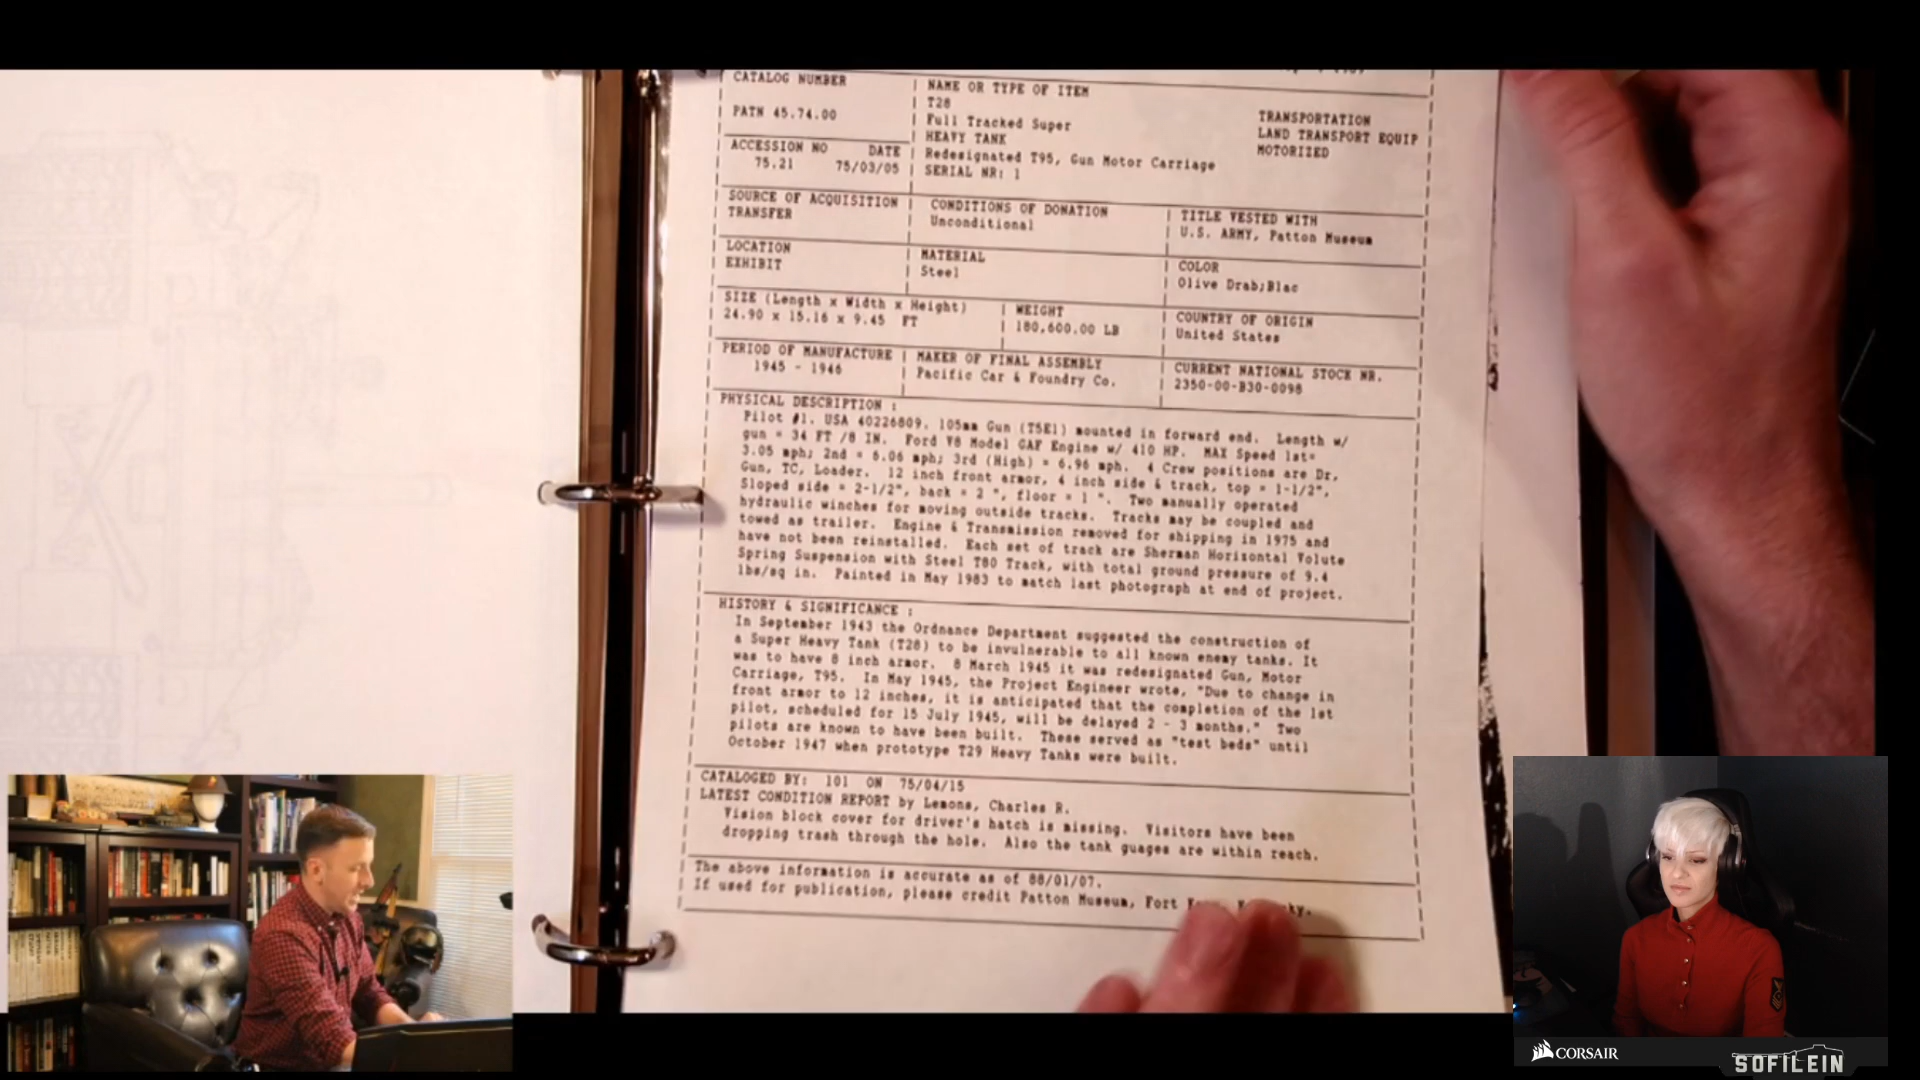 CATALOG NUMBER
PATN 45.74.00
NAME OR TYPE OF ITEM
T28
Full Tracked Super
HEAVY TANK
Redesignated T95, Gun Motor Carriage
SERIAL NR: 1
TRANSPORTATION
LAND TRANSPORT EQUIP
MOTORIZED
ACCESSION NO DATE
75.21 75/03/05
SOURCE OF ACQUISITION
TRANSFER
CONDITIONS OF DONATION
Unconditional
TITLE VESTED WITH
U.S. ARMY, Patton Museum
LOCATION
EXHIBIT
MATERIAL
Steel
COLOR
Olive Drab;Blac
SIZE (Length x Width x Height)
24.90 x 15.16 x 9.45 FT
WEIGHT
180,600.00 LB
COUNTRY OF ORIGIN
United States
PERIOD OF MANUFACTURE
1945 - 1946
MAKER OF FINAL ASSEMBLY
Pacific Car & Foundry Co.
CURRENT NATIONAL STOCK NR.
2350-00-B30-0098
PHYSICAL DESCRIPTION :
Pilot #1. USA 40226809. 105mm Gun (T5E1) mounted in forward end. Length w/
gun = 34 FT /8 IN. Ford V8 Model GAF Engine w/ 410 HP. MAX Speed 1st=
3.05 mph; 2nd = 6.06 mph; 3rd (High) = 6.96 mph. 4 Crew positions are Dr,
Gun, TC, Loader. 12 inch front armor, 4 inch side & track, top = 1-1/2",
Sloped side = 2-1/2", back = 2 ", floor = 1 ". Two manually operated
hydraulic winches for moving outside tracks. Tracks may be coupled and
towed as trailer. Engine & Transmission removed for shipping in 1975 and
have not been reinstalled. Each set of track are Sherman Horizontal Volute
Spring Suspension with Steel T80 Track, with total ground pressure of 9.4
lbs/sq in. Painted in May 1983 to match last photograph at end of project.
HISTORY & SIGNIFICANCE :
In September 1943 the Ordnance Department suggested the construction of
a Super Heavy Tank (T28) to be invulnerable to all known enemy tanks. It
was to have 8 inch armor. 8 March 1945 it was redesignated Gun, Motor
Carriage, T95. In May 1945, the Project Engineer wrote, "Due to change in
front armor to 12 inches, it is anticipated that the completion of the 1st
pilot, scheduled for 15 July 1945, will be delayed 2 - 3 months." Two
pilots are known to have been built. These served as "test beds" until
October 1947 when prototype T29 Heavy Tanks were built.
CATALOGED BY: 101 ON 75/04/15
LATEST CONDITION REPORT by Lemons, Charles R.
Vision block cover for driver's hatch is missing. Visitors have been
dropping trash through the hole. Also the tank guages are within reach.
The above information is accurate as of 88/01/07.
If used for publication, please credit Patton Museum, Fort
CORSAIR
SOFILEIN